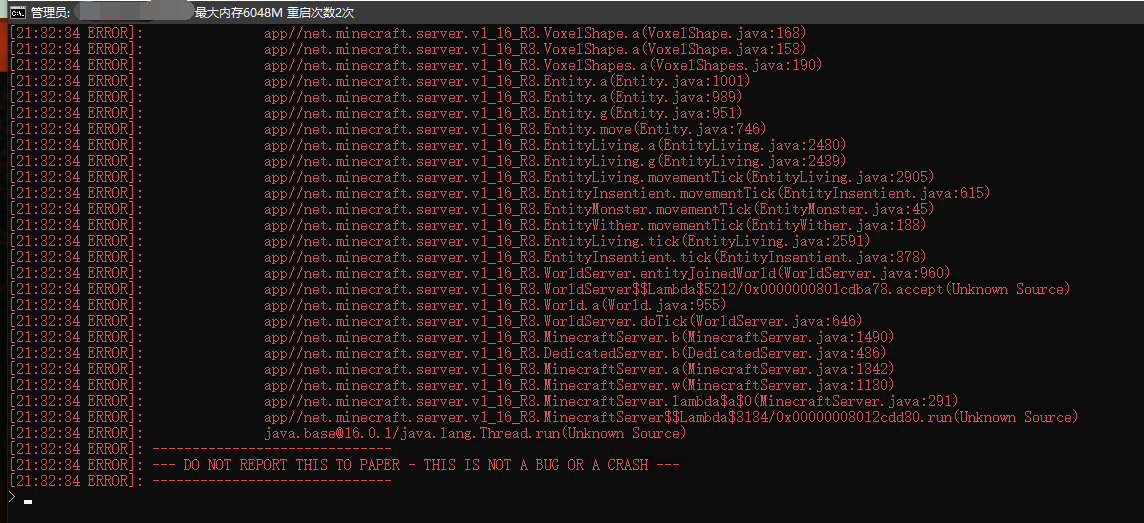 管理员: 最大内存6048M 重启次数2次
[21:32:34 ERROR]: app//net.minecraft.server.v1_16_R3.VoxelShape.a(VoxelShape.java:168)
[21:32:34 ERROR]: app//net.minecraft.server.v1_16_R3.VoxelShape.a(VoxelShape.java:153)
[21:32:34 ERROR]: app//net.minecraft.server.v1_16_R3.VoxelShapes.a(VoxelShapes.java:190)
[21:32:34 ERROR]: app//net.minecraft.server.v1_16_R3.Entity.a(Entity.java:1001)
[21:32:34 ERROR]: app//net.minecraft.server.v1_16_R3.Entity.a(Entity.java:989)
[21:32:34 ERROR]: app//net.minecraft.server.v1_16_R3.Entity.g(Entity.java:951)
[21:32:34 ERROR]: app//net.minecraft.server.v1_16_R3.Entity.move(Entity.java:746)
[21:32:34 ERROR]: app//net.minecraft.server.v1_16_R3.EntityLiving.a(EntityLiving.java:2480)
[21:32:34 ERROR]: app//net.minecraft.server.v1_16_R3.EntityLiving.g(EntityLiving.java:2439)
[21:32:34 ERROR]: app//net.minecraft.server.v1_16_R3.EntityLiving.movementTick(EntityLiving.java:2905)
[21:32:34 ERROR]: app//net.minecraft.server.v1_16_R3.EntityInsentient.movementTick(EntityInsentient.java:615)
[21:32:34 ERROR]: app//net.minecraft.server.v1_16_R3.EntityMonster.movementTick(EntityMonster.java:45)
[21:32:34 ERROR]: app//net.minecraft.server.v1_16_R3.EntityWither.movementTick(EntityWither.java:188)
[21:32:34 ERROR]: app//net.minecraft.server.v1_16_R3.EntityLiving.tick(EntityLiving.java:2591)
[21:32:34 ERROR]: app//net.minecraft.server.v1_16_R3.EntityInsentient.tick(EntityInsentient.java:378)
[21:32:34 ERROR]: app//net.minecraft.server.v1_16_R3.WorldServer.entityJoinedWorld(WorldServer.java:960)
[21:32:34 ERROR]: app//net.minecraft.server.v1_16_R3.WorldServer$$Lambda$5212/0x0000000801cdba78.accept(Unknown Source)
[21:32:34 ERROR]: app//net.minecraft.server.v1_16_R3.World.a(World.java:955)
[21:32:34 ERROR]: app//net.minecraft.server.v1_16_R3.WorldServer.doTick(WorldServer.java:646)
[21:32:34 ERROR]: app//net.minecraft.server.v1_16_R3.MinecraftServer.b(MinecraftServer.java:1490)
[21:32:34 ERROR]: app//net.minecraft.server.v1_16_R3.DedicatedServer.b(DedicatedServer.java:436)
[21:32:34 ERROR]: app//net.minecraft.server.v1_16_R3.MinecraftServer.a(MinecraftServer.java:1342)
[21:32:34 ERROR]: app//net.minecraft.server.v1_16_R3.MinecraftServer.w(MinecraftServer.java:1130)
[21:32:34 ERROR]: app//net.minecraft.server.v1_16_R3.MinecraftServer.lambda$a$0(MinecraftServer.java:291)
[21:32:34 ERROR]: app//net.minecraft.server.v1_16_R3.MinecraftServer$$Lambda$3134/0x00000008012cdd30.run(Unknown Source)
[21:32:34 ERROR]: java.base@16.0.1/java.lang.Thread.run(Unknown Source)
[21:32:34 ERROR]: ------------------------------
[21:32:34 ERROR]: --- DO NOT REPORT THIS TO PAPER - THIS IS NOT A BUG OR A CRASH ---
[21:32:34 ERROR]: ------------------------------
>